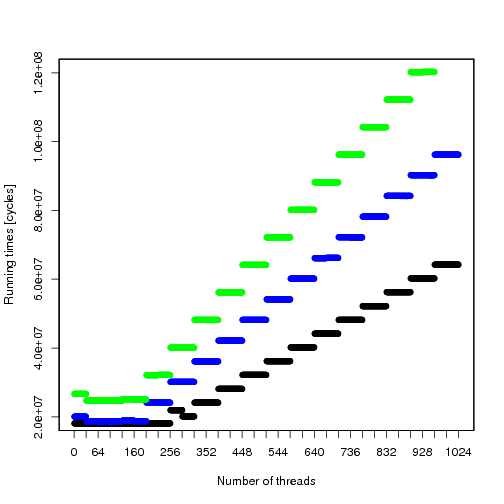 Running times [cycles]
1.2e+08
1.0e+08
8.0e+07
6.0e+07
4.0e+07
2.0e+07
0 64 160 256 352 448 544 640 736 832 928 1024
Number of threads